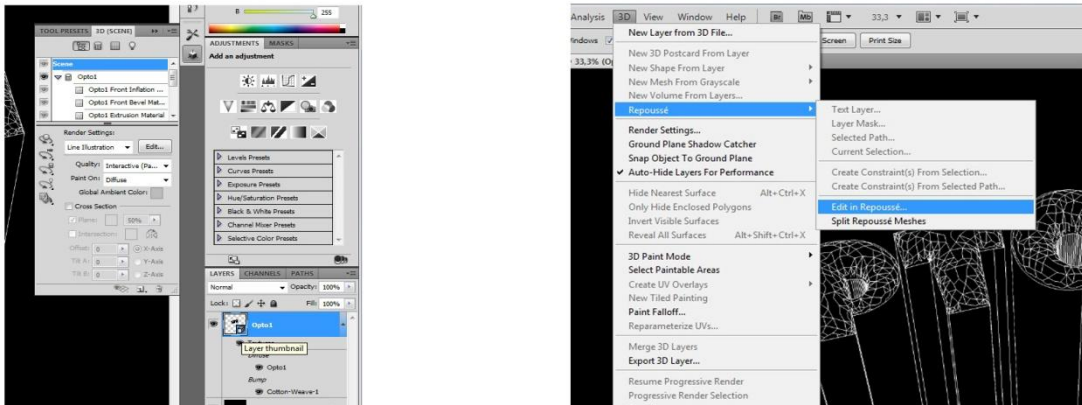 B 255
TOOL PRESETS 3D {SCENE}
Scene
Opto1
Opto1 Front Inflation ...
Opto1 Front Bevel Mat...
Opto1 Extrusion Material
Render Settings:
Line Illustration Edit...
Quality: Interactive (Pa...
Paint On: Diffuse
Global Ambient Color:
Cross Section
Plane: 50%
Intersection:
Offset: 0 X-Axis
Tilt A: 0 Y-Axis
Tilt B: 0 Z-Axis
ADJUSTMENTS MASKS
Add an adjustment
Levels Presets
Curves Presets
Exposure Presets
Hue/Saturation Presets
Black & White Presets
Channel Mixer Presets
Selective Color Presets
LAYERS CHANNELS PATHS
Normal Opacity: 100%
Lock: Fill: 100%
Opto1
Layer thumbnail
Diffuse
Opto1
Bump
Cotton-Weave-1
Analysis 3D View Window Help Br Mb 33,3
Screen Print Size
33,3%
New Layer from 3D File...
New 3D Postcard From Layer
New Shape From Layer
New Mesh From Grayscale
New Volume From Layers...
Repoussé
Render Settings...
Ground Plane Shadow Catcher
Snap Object To Ground Plane
Auto-Hide Layers For Performance
Hide Nearest Surface Alt+Ctrl+X
Only Hide Enclosed Polygons
Invert Visible Surfaces
Reveal All Surfaces Alt+Shift+Ctrl+X
3D Paint Mode
Select Paintable Areas
Create UV Overlays
New Tiled Painting
Paint Falloff...
Reparameterize UVs...
Merge 3D Layers
Export 3D Layer...
Resume Progressive Render
Progressive Render Selection
Text Layer...
Layer Mask...
Selected Path...
Current Selection...
Create Constraint(s) From Selection...
Create Constraint(s) From Selected Path...
Edit in Repoussé...
Split Repoussé Meshes